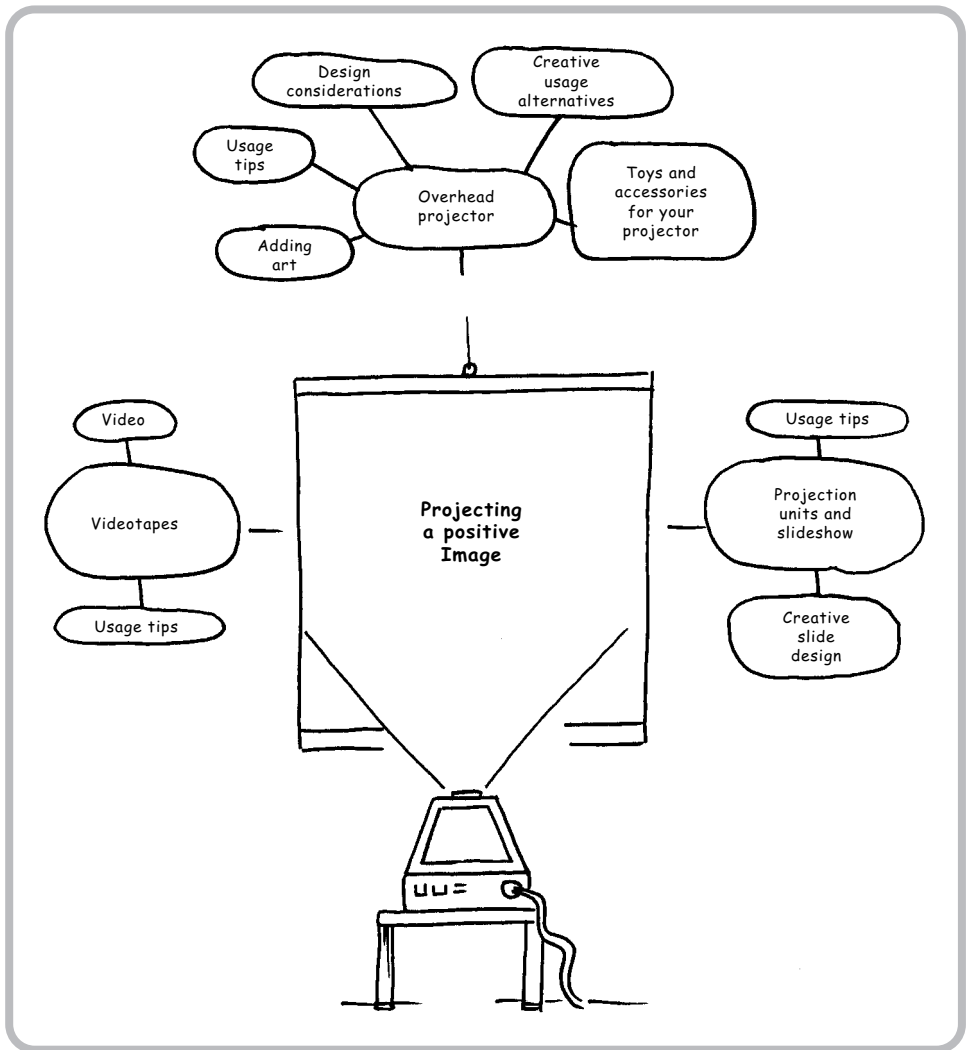 Design
considerations
Creative
usage
alternatives
Usage
tips
Overhead
projector
Toys and
accessories
for your
projector
Adding
art
Video
Videotapes
Usage tips
Projecting
a positive
Image
Usage tips
Projection
units and
slideshow
Creative
slide
design